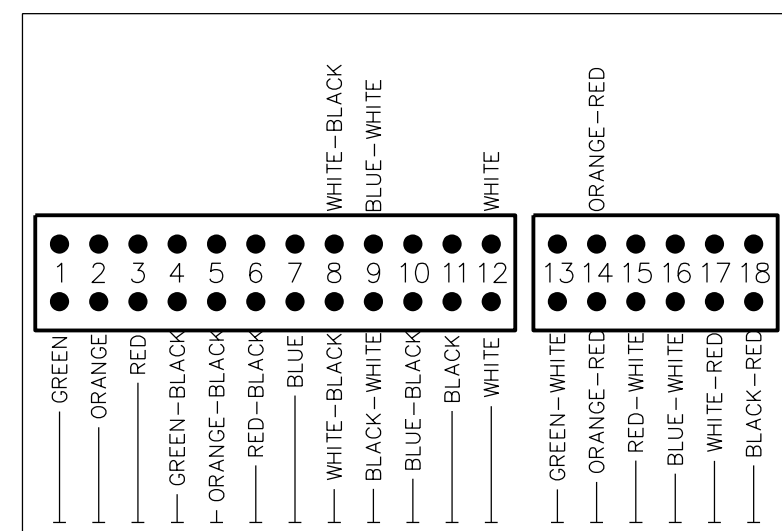 WHITE-BLACK
BLUE-WHITE
WHITE
ORANGE-RED
1 2 3 4 5 6 7 8 9 10 11 12 13 14 15 16 17 18
GREEN
ORANGE
RED
GREEN-BLACK
ORANGE-BLACK
RED-BLACK
BLUE
WHITE-BLACK
BLACK-WHITE
BLUE-BLACK
BLACK
WHITE
GREEN-WHITE
ORANGE-RED
RED-WHITE
BLUE-WHITE
WHITE-RED
BLACK-RED